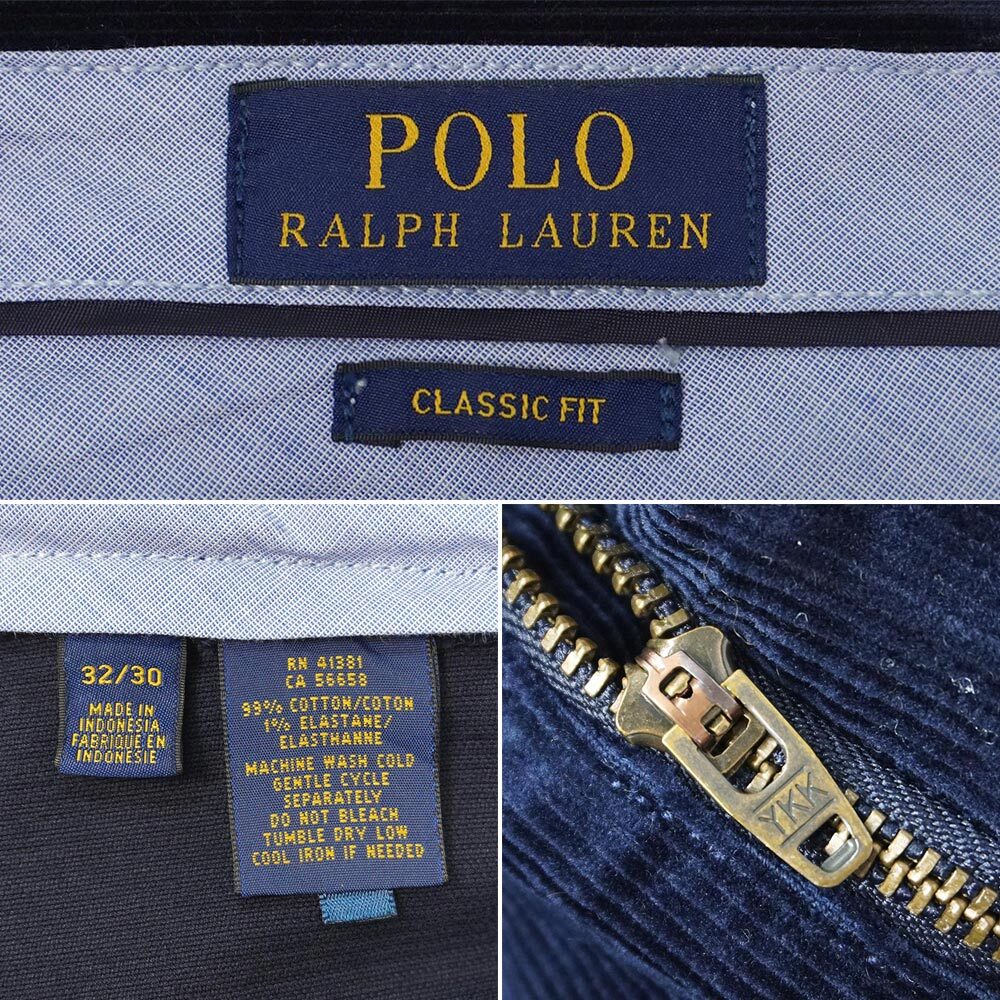 POLO
RALPH LAUREN
CLASSIC FIT
32/30
MADE IN
INDONESIA
FABRIQUE EN
INDONESIE
RN 41381
CA 56658
99% COTTON/COTON
1% ELASTANE/
ELASTHANNE
MACHINE WASH COLD
GENTLE CYCLE
SEPARATELY
DO NOT BLEACH
TUMBLE DRY LOW
COOL IRON IF NEEDED
YKK